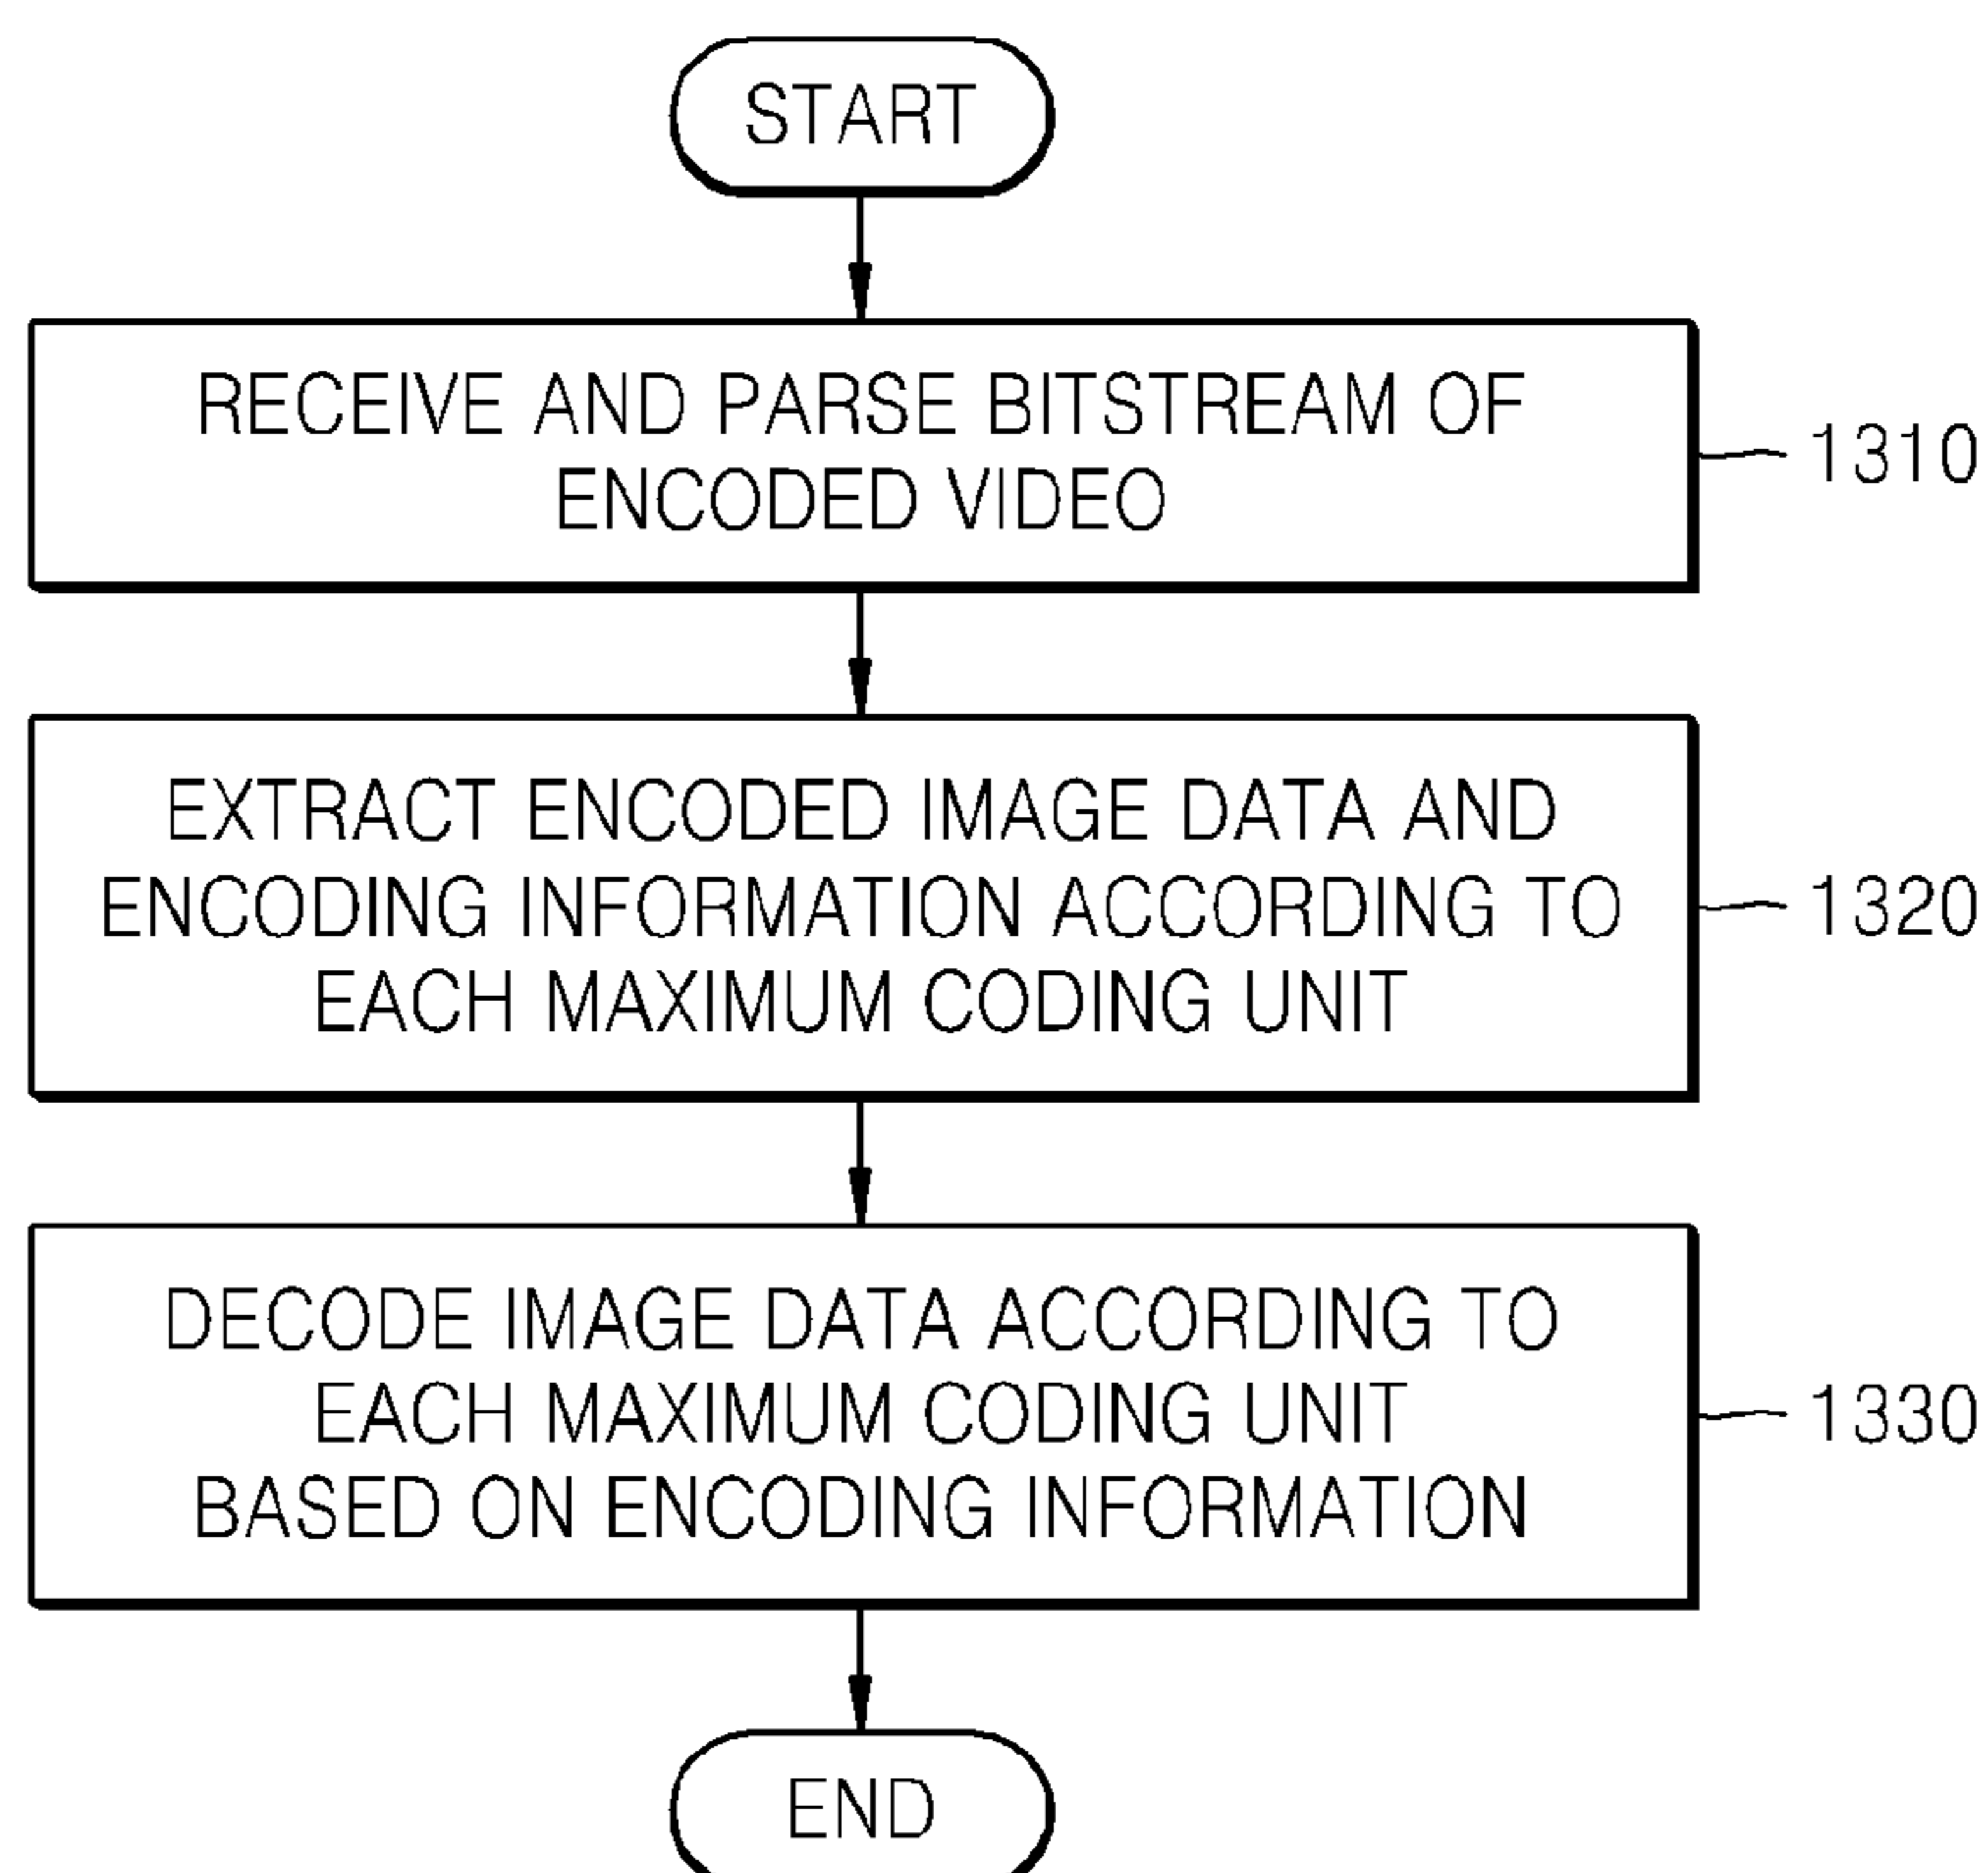 START
RECEIVE AND PARSE BITSTREAM OF
ENCODED VIDEO
1310
EXTRACT ENCODED IMAGE DATA AND
ENCODING INFORMATION ACCORDING TO
EACH MAXIMUM CODING UNIT
1320
DECODE IMAGE DATA ACCORDING TO
EACH MAXIMUM CODING UNIT
BASED ON ENCODING INFORMATION
1330
END